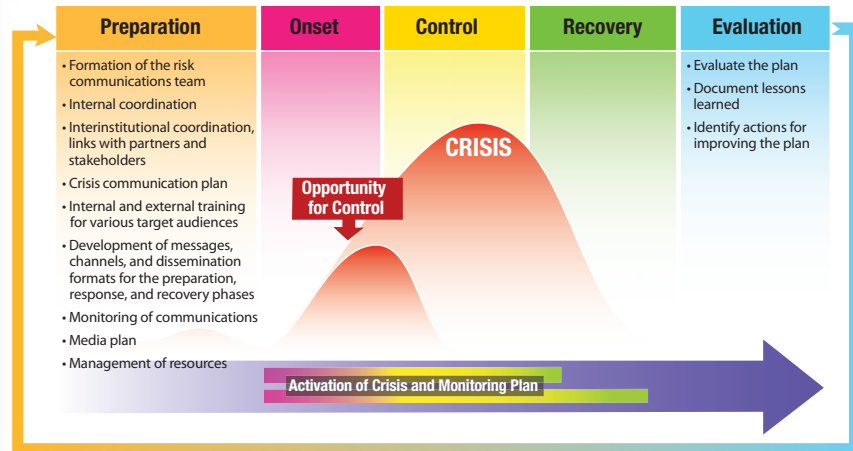 Preparation
Onset
Control
Recovery
Evaluation
• Formation of the risk
communications team
• Internal coordination
• Interinstitutional coordination,
links with partners and
stakeholders
• Crisis communication plan
• Internal and external training
for various target audiences
• Development of messages,
channels, and dissemination
formats for the preparation,
response, and recovery phases
• Monitoring of communications
• Media plan
• Management of resources
CRISIS
Opportunity
for Control
• Evaluate the plan
• Document lessons
learned
• Identify actions for
improving the plan
Activation of Crisis and Monitoring Plan